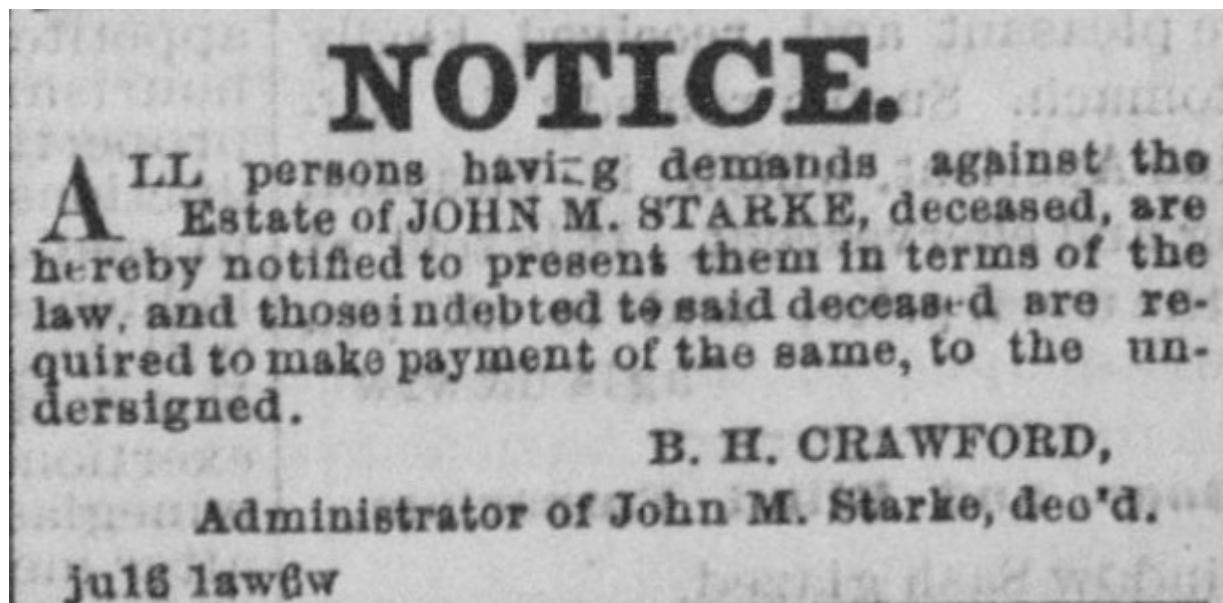 NOTICE.
ALL persons having demands against the
Estate of JOHN M. STARKE, deceased, are
hereby notified to present them in terms of the
law, and those indebted to said deceased are re-
quired to make payment of the same, to the un-
dersigned.
B. H. CRAWFORD,
Administrator of John M. Starke, dec'd.
ju16 law6w